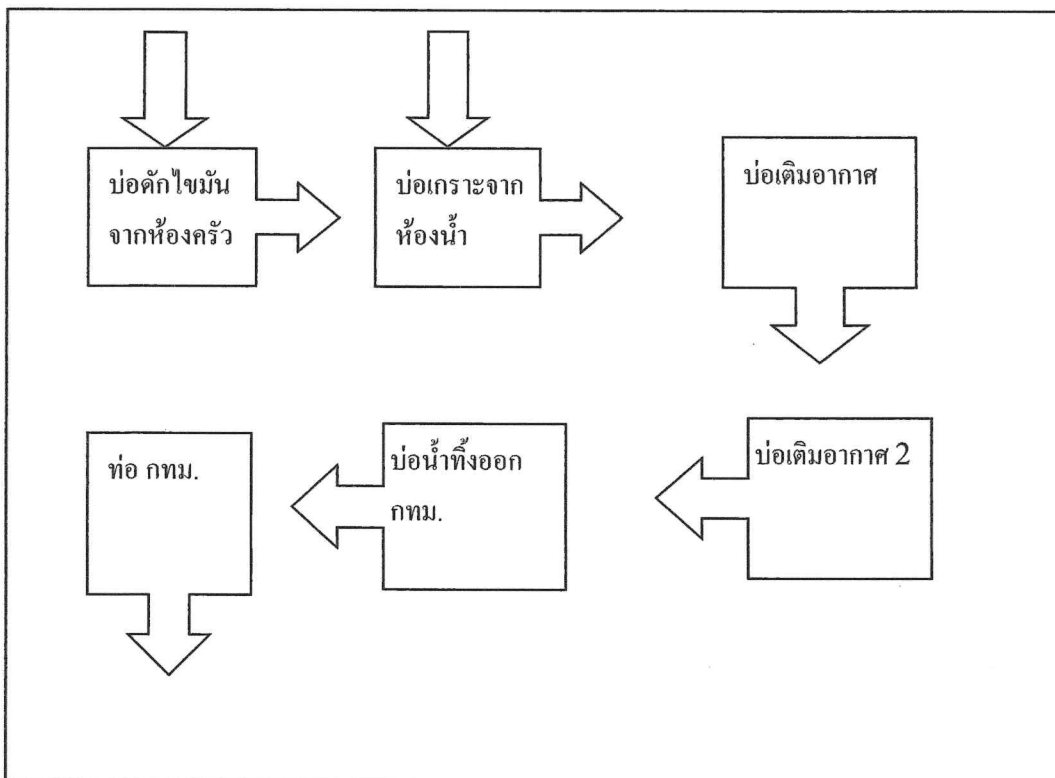 บ่อดักไขมัน
จากห้องครัว
บ่อเกราะจาก
ห้องน้ำ
บ่อเติมอากาศ
ท่อ กทม.
บ่อน้ำทิ้งออก
กทม.
บ่อเติมอากาศ 2